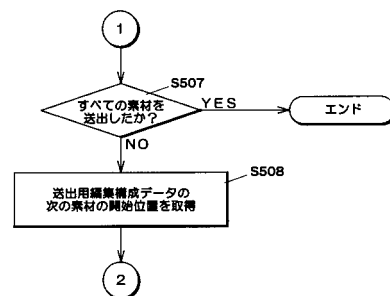 1
S507
すべての素材を
送出したか？
YES
エンド
NO
S508
送出用編集構成データの
次の素材の開始位置を取得
2